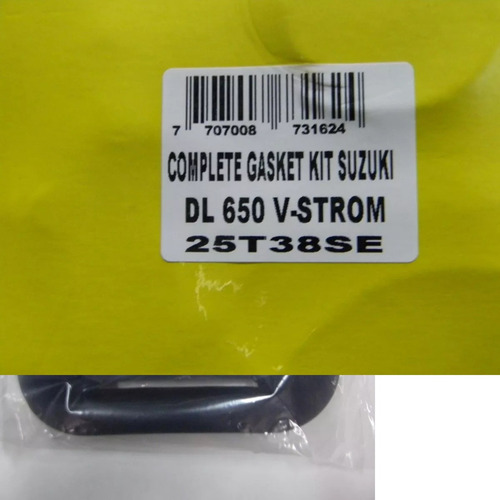 7 707008 731624
COMPLETE GASKET KIT SUZUKI
DL 650 V-STROM
25T38SE